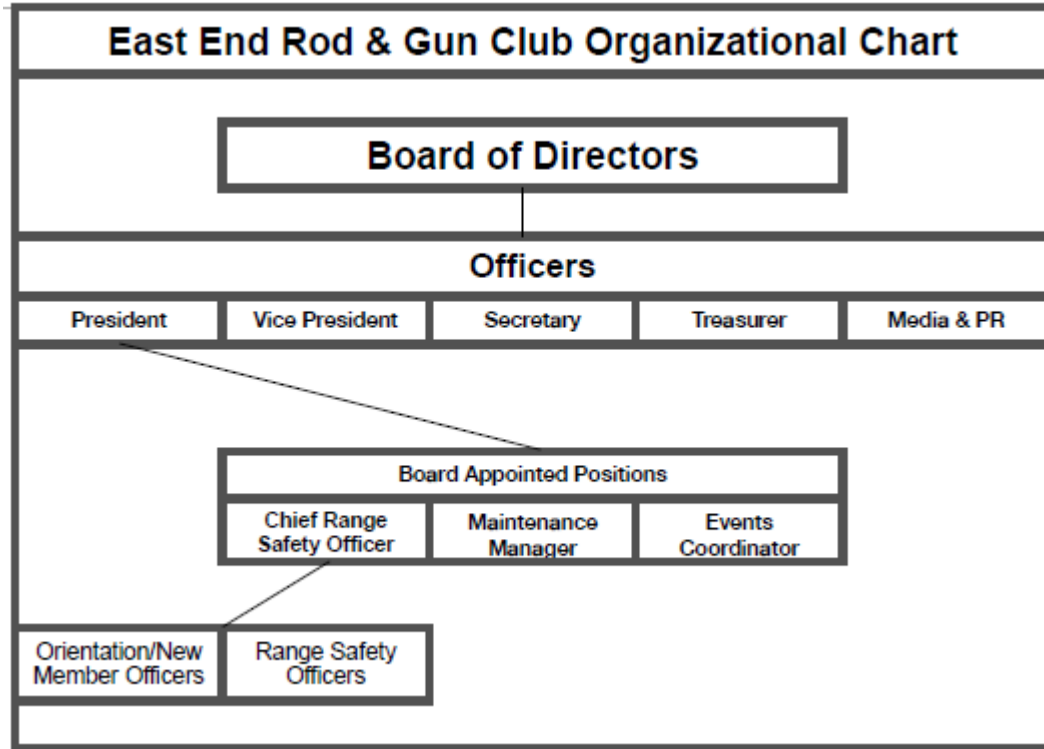 East End Rod & Gun Club Organizational Chart
Board of Directors
Officers
President
Vice President
Secretary
Treasurer
Media & PR
Board Appointed Positions
Chief Range
Safety Officer
Maintenance
Manager
Events
Coordinator
Orientation/New
Member Officers
Range Safety
Officers